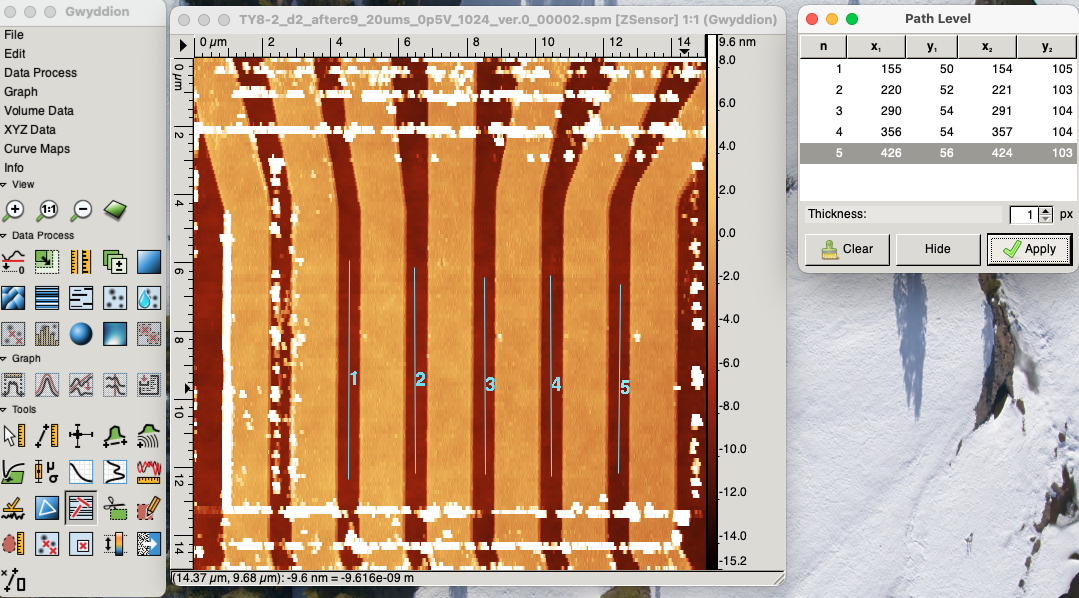 Gwyddion
File
Edit
Data Process
Graph
Volume Data
XYZ Data
Curve Maps
Info
View
1:1
Data Process
Graph
Tools
TY8-2_d2_afterc9_20ums_0p5V_1024_ver.0_00002.spm [ZSensor] 1:1 (Gwyddion)
0 µm 2 4 6 8 10 12 14
0 µm
2
4
6
8
10
12
14
1
2
3
4
5
9.6 nm
8.0
6.0
4.0
2.0
0.0
-2.0
-4.0
-6.0
-8.0
-10.0
-12.0
-14.0
-15.2
(14.37 µm, 9.68 µm): -9.6 nm = -9.616e-09 m
Path Level
n x₁ y₁ x₂ y₂
1 155 50 154 105
2 220 52 221 103
3 290 54 291 104
4 356 54 357 104
5 426 56 424 103
Thickness: 1 px
Clear Hide Apply